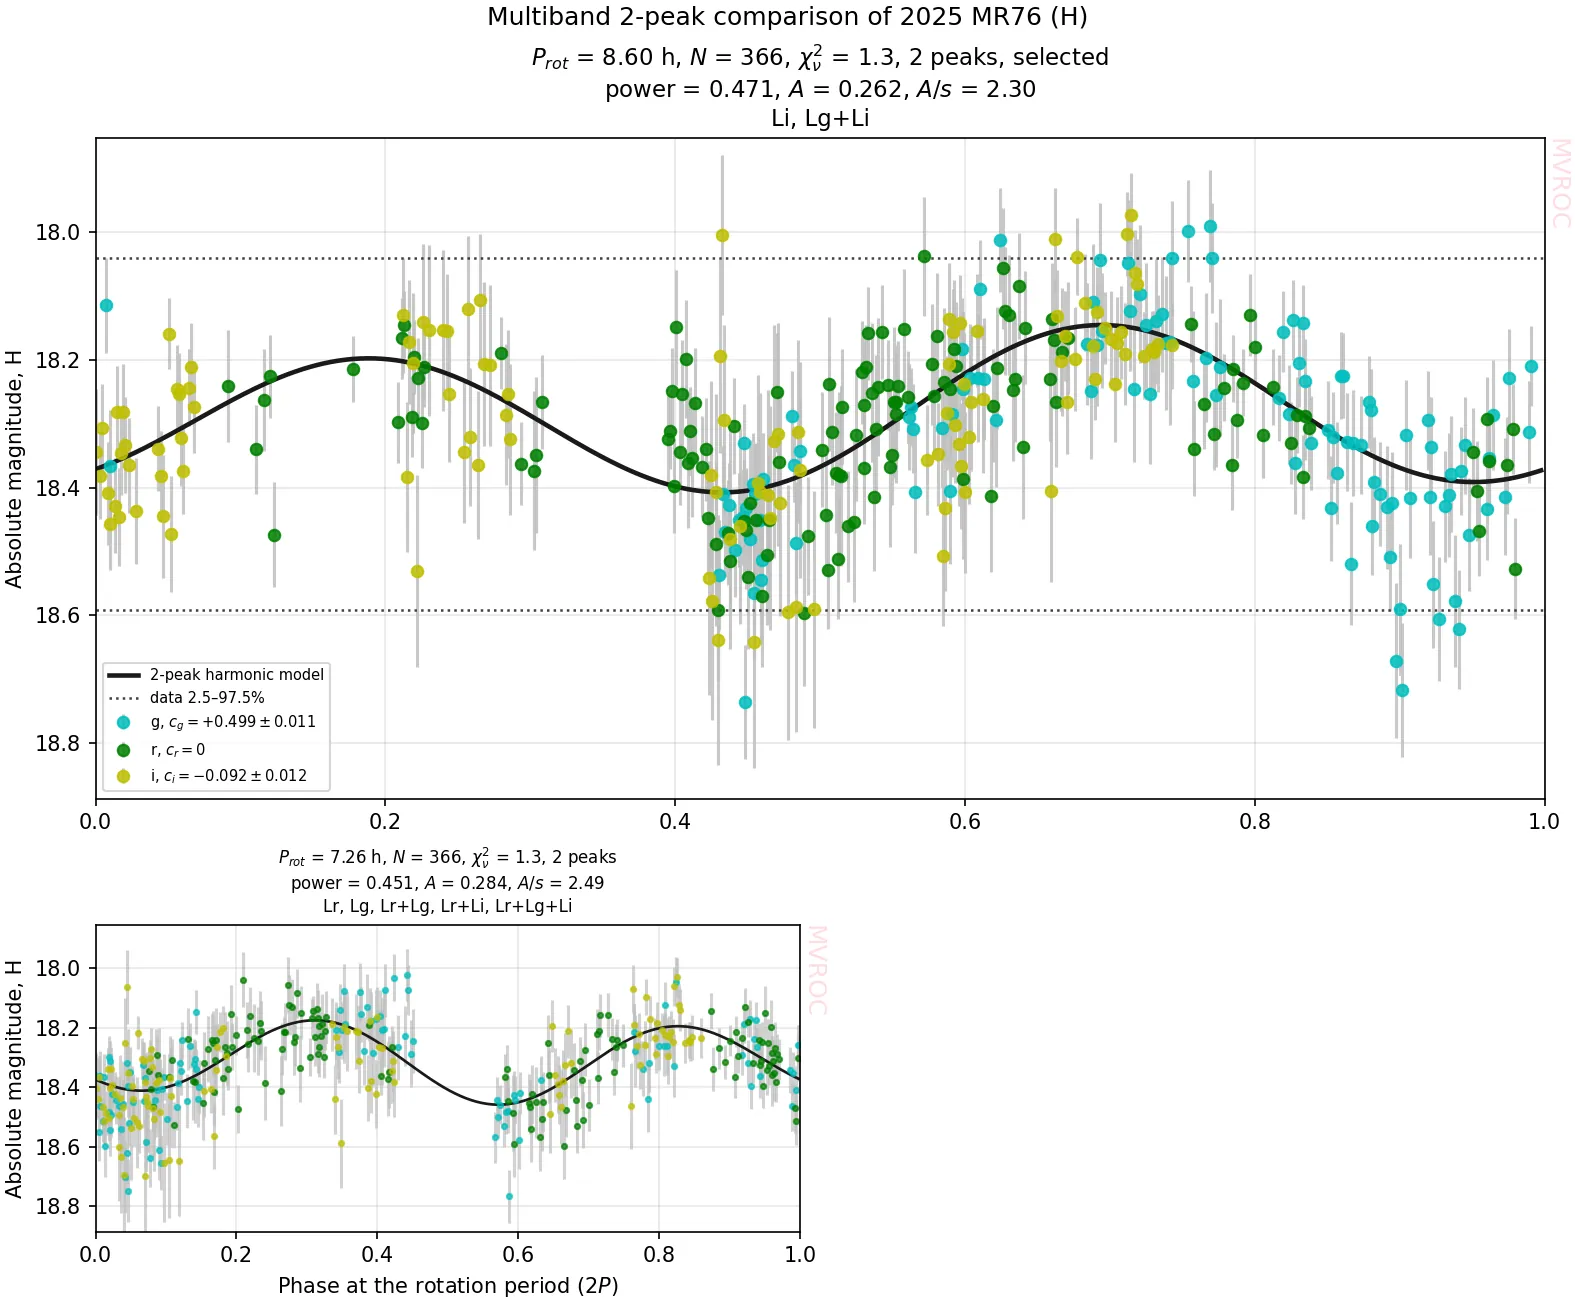 Multiband 2-peak comparison of 2025 MR76 (H)
P_rot = 8.60 h, N = 366, χ²_ν = 1.3, 2 peaks, selected
power = 0.471, A = 0.262, A/s = 2.30
Li, Lg+Li
MVROC
Absolute magnitude, H
18.0
18.2
18.4
18.6
18.8
2-peak harmonic model
data 2.5–97.5%
g, c_g = +0.499 ± 0.011
r, c_r = 0
i, c_i = −0.092 ± 0.012
0.0 0.2 0.4 0.6 0.8 1.0
P_rot = 7.26 h, N = 366, χ²_ν = 1.3, 2 peaks
power = 0.451, A = 0.284, A/s = 2.49
Lr, Lg, Lr+Lg, Lr+Li, Lr+Lg+Li
MVROC
Absolute magnitude, H
18.0
18.2
18.4
18.6
18.8
0.0 0.2 0.4 0.6 0.8 1.0
Phase at the rotation period (2P)